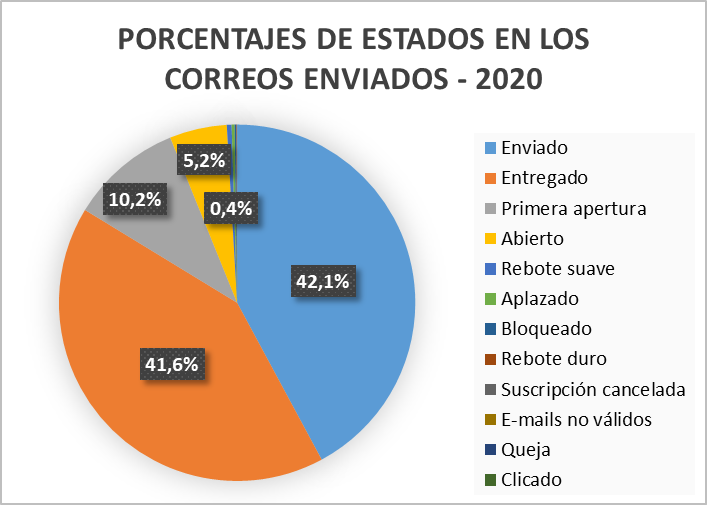 PORCENTAJES DE ESTADOS EN LOS
CORREOS ENVIADOS - 2020
5,2%
10,2%
0,4%
42,1%
41,6%
Enviado
Entregado
Primera apertura
Abierto
Rebote suave
Aplazado
Bloqueado
Rebote duro
Suscripción cancelada
E-mails no válidos
Queja
Clicado